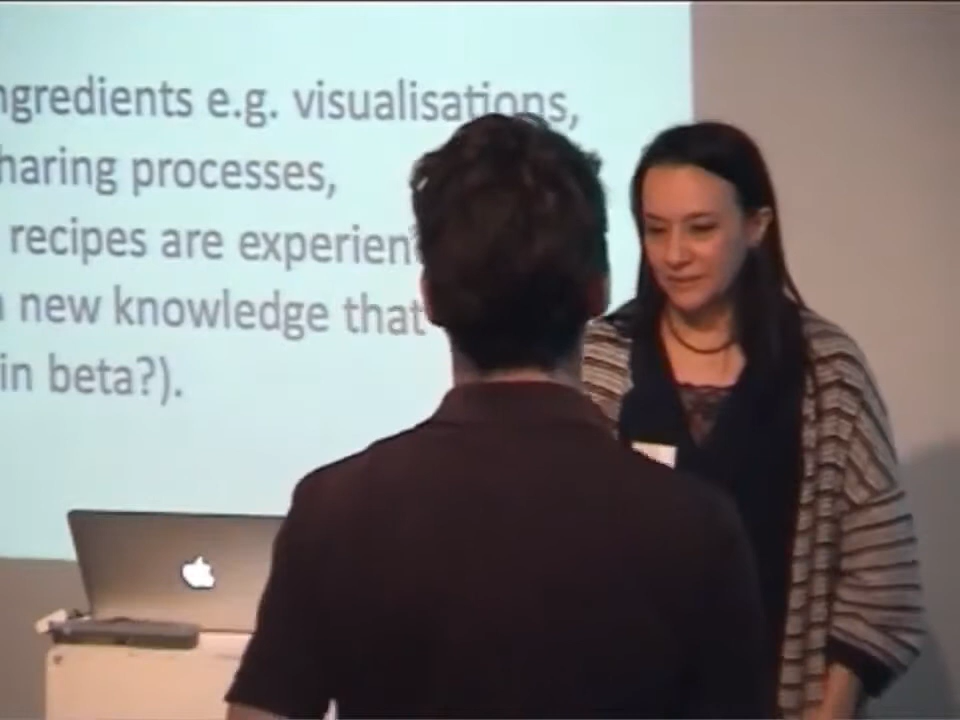 ngredients e.g. visualisations,
haring processes,
recipes are experien
new knowledge that
in beta?).